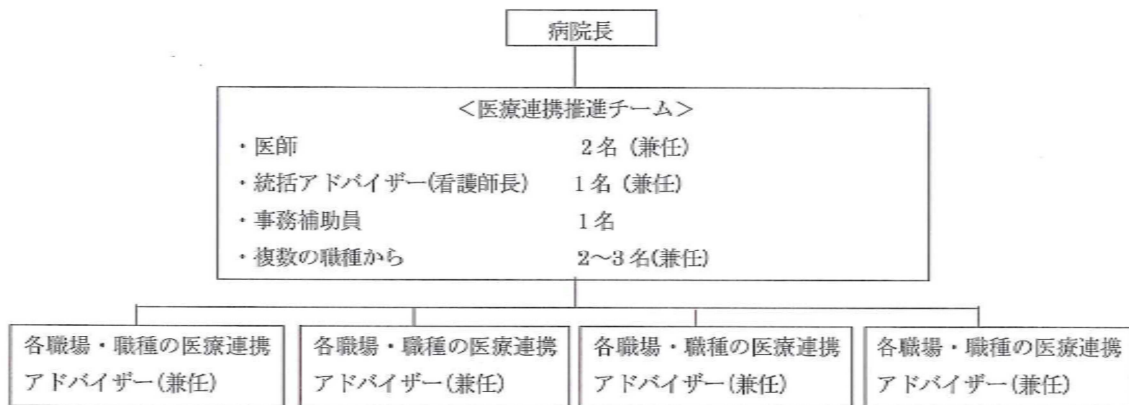 病院長
<医療連携推進チーム>
・医師 2名 (兼任)
・統括アドバイザー(看護師長) 1名 (兼任)
・事務補助員 1名
・複数の職種から 2~3名(兼任)
各職場・職種の医療連携
アドバイザー(兼任)
各職場・職種の医療連携
アドバイザー(兼任)
各職場・職種の医療連携
アドバイザー(兼任)
各職場・職種の医療連携
アドバイザー(兼任)